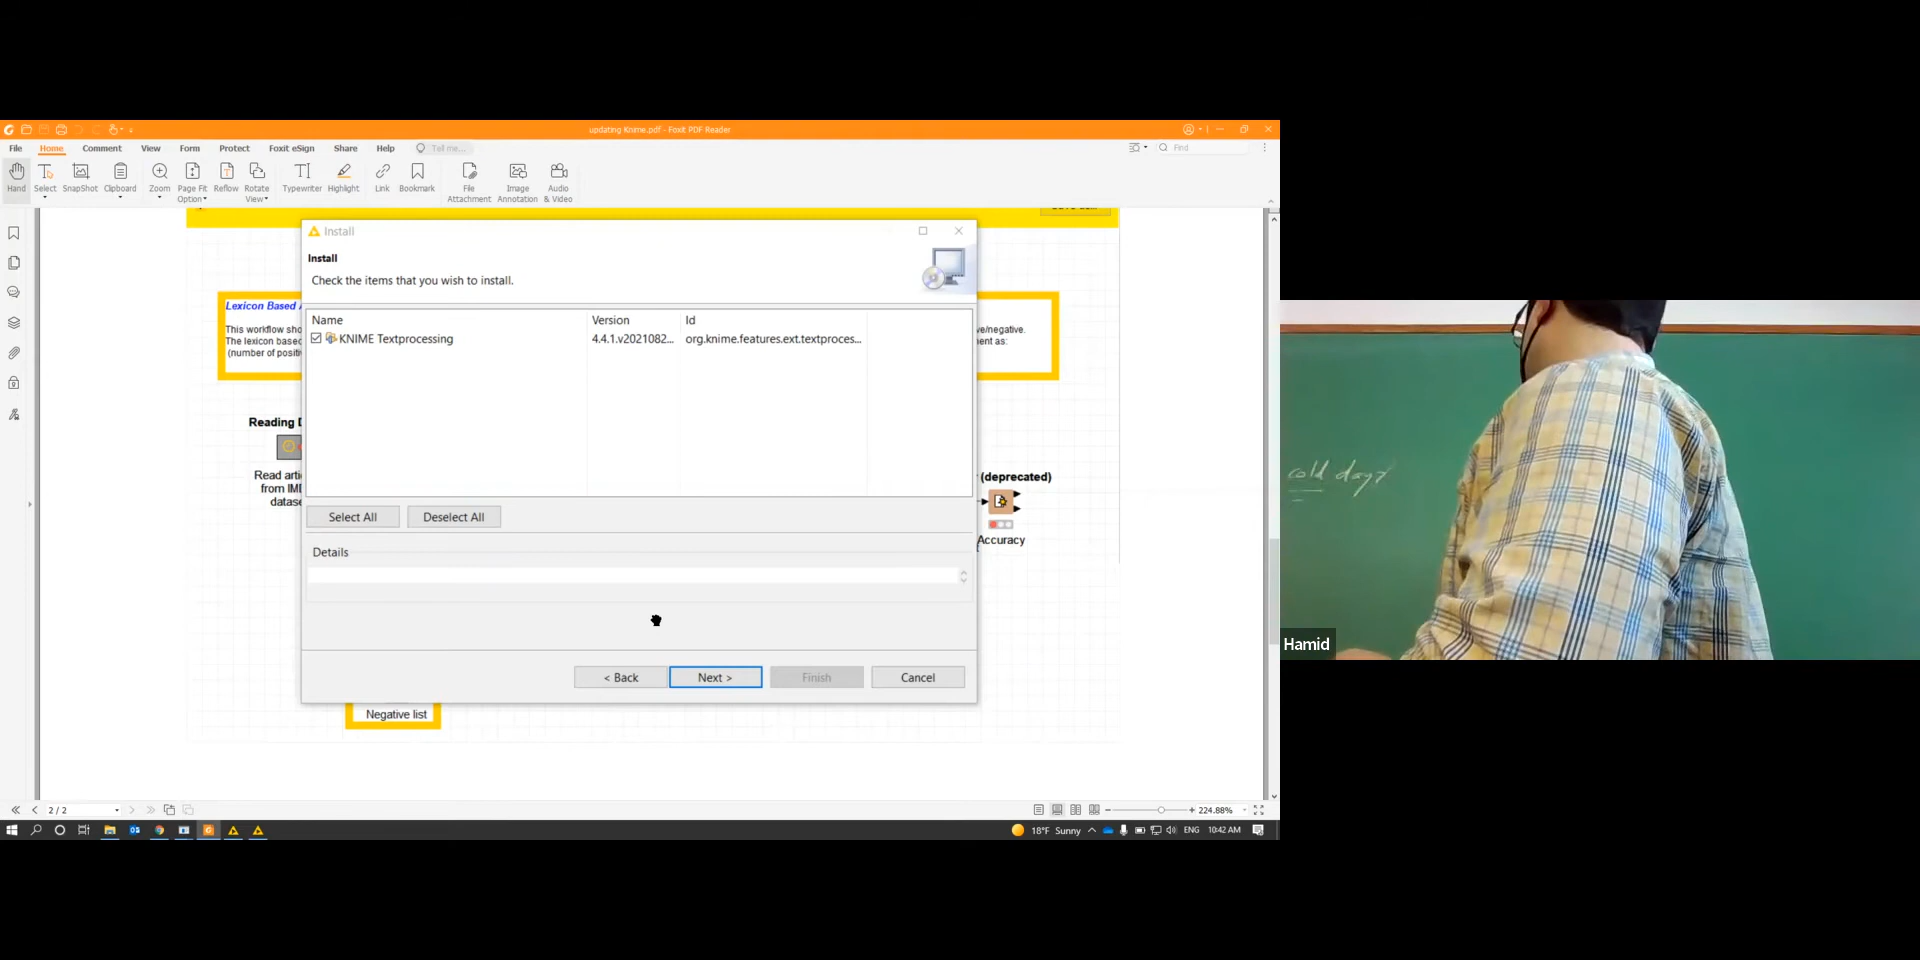 updating Knime.pdf - Foxit PDF Reader
File Home Comment View Form Protect Foxit eSign Share Help Tell me... Find
Hand Select SnapShot Clipboard Zoom Page Fit Option Reflow Rotate View Typewriter Highlight Link Bookmark File Attachment Image Annotation Audio & Video
Install
Install
Check the items that you wish to install.
Lexicon Based
This workflow sho
ve/negative.
The lexicon based
ent as:
(number of positi
Name Version Id
KNIME Textprocessing 4.4.1.v2021082... org.knime.features.ext.textproces...
Reading D
Read arti
from IMD
datase
(deprecated)
Accuracy
Select All Deselect All
Details
< Back Next > Finish Cancel
Negative list
2 / 2
224.88%
18°F Sunny ENG 10:42 AM
cold days
Hamid